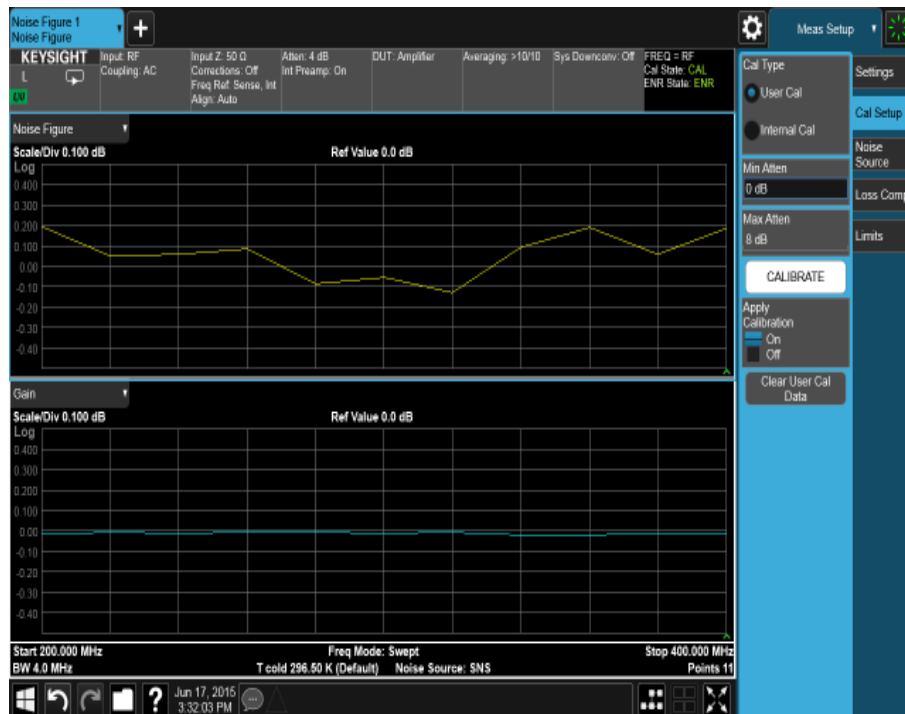 Noise Figure 1
Noise Figure
+
Meas Setup
KEYSIGHT
L
LXI
Input: RF
Coupling: AC
Input Z: 50 Ω
Corrections: Off
Freq Ref: Sense, Int
Align: Auto
Atten: 4 dB
Int Preamp: On
DUT: Amplifier
Averaging: >10/10
Sys Downconv: Off
FREQ = RF
Cal State: CAL
ENR State: ENR
Noise Figure
Scale/Div 0.100 dB
Ref Value 0.0 dB
Log
0.400
0.300
0.200
0.100
0.00
-0.10
-0.20
-0.30
-0.40
Gain
Scale/Div 0.100 dB
Ref Value 0.0 dB
Log
0.400
0.300
0.200
0.100
0.00
-0.10
-0.20
-0.30
-0.40
Start 200.000 MHz
Freq Mode: Swept
Stop 400.000 MHz
BW 4.0 MHz
T cold 296.50 K (Default)
Noise Source: SNS
Points 11
?
Jun 17, 2015
3:32:03 PM
Cal Type
User Cal
Internal Cal
Min Atten
0 dB
Max Atten
8 dB
CALIBRATE
Apply
Calibration
On
Off
Clear User Cal
Data
Settings
Cal Setup
Noise
Source
Loss Comp
Limits